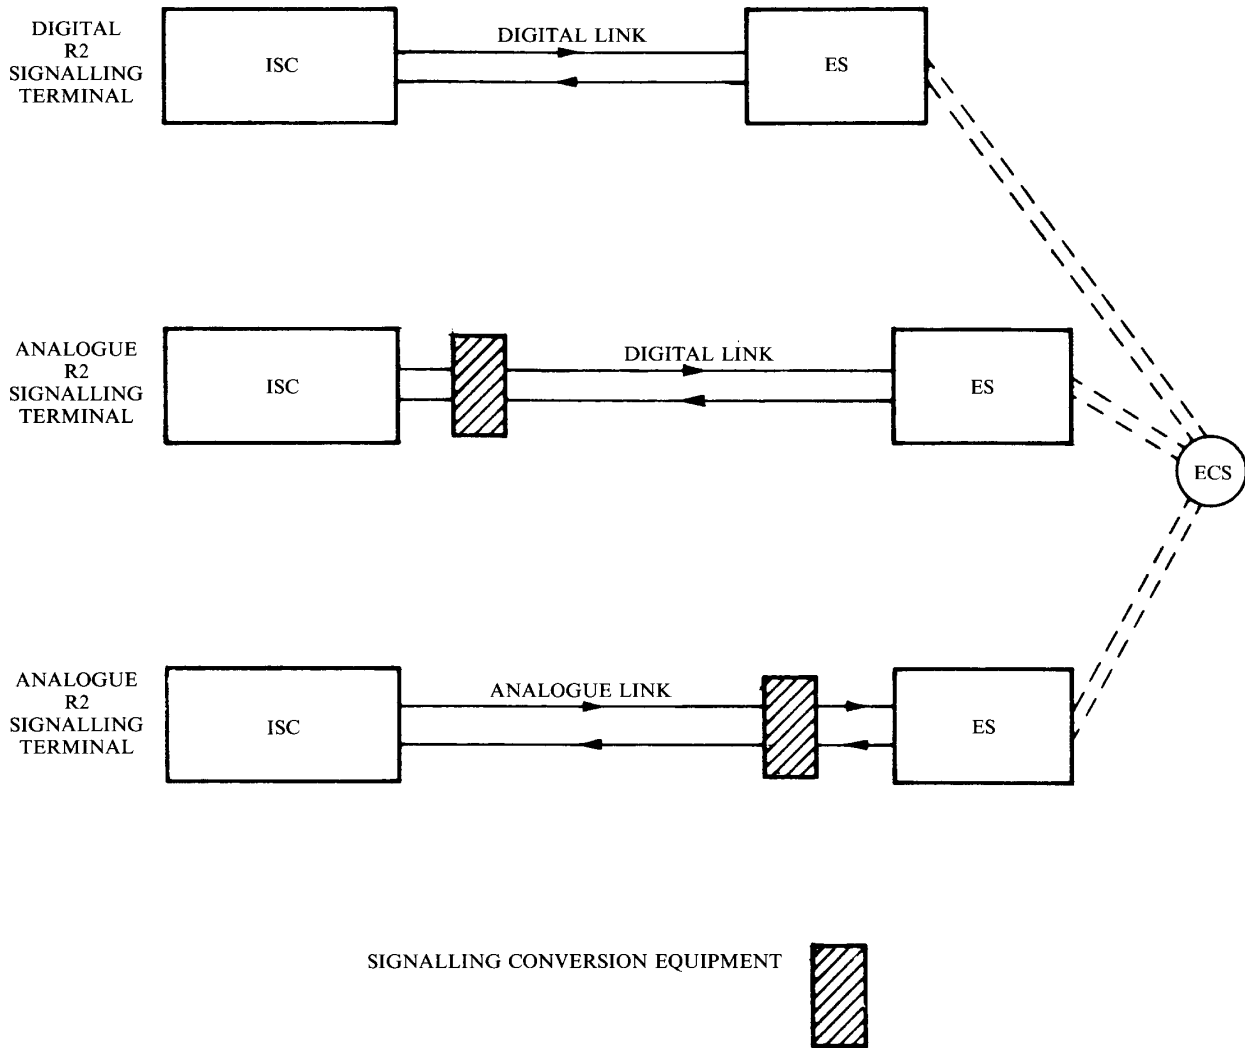 DIGITAL
R2
SIGNALLING
TERMINAL
ISC
DIGITAL LINK
ES
ANALOGUE
R2
SIGNALLING
TERMINAL
ISC
DIGITAL LINK
ES
ECS
ANALOGUE
R2
SIGNALLING
TERMINAL
ISC
ANALOGUE LINK
ES
SIGNALLING CONVERSION EQUIPMENT